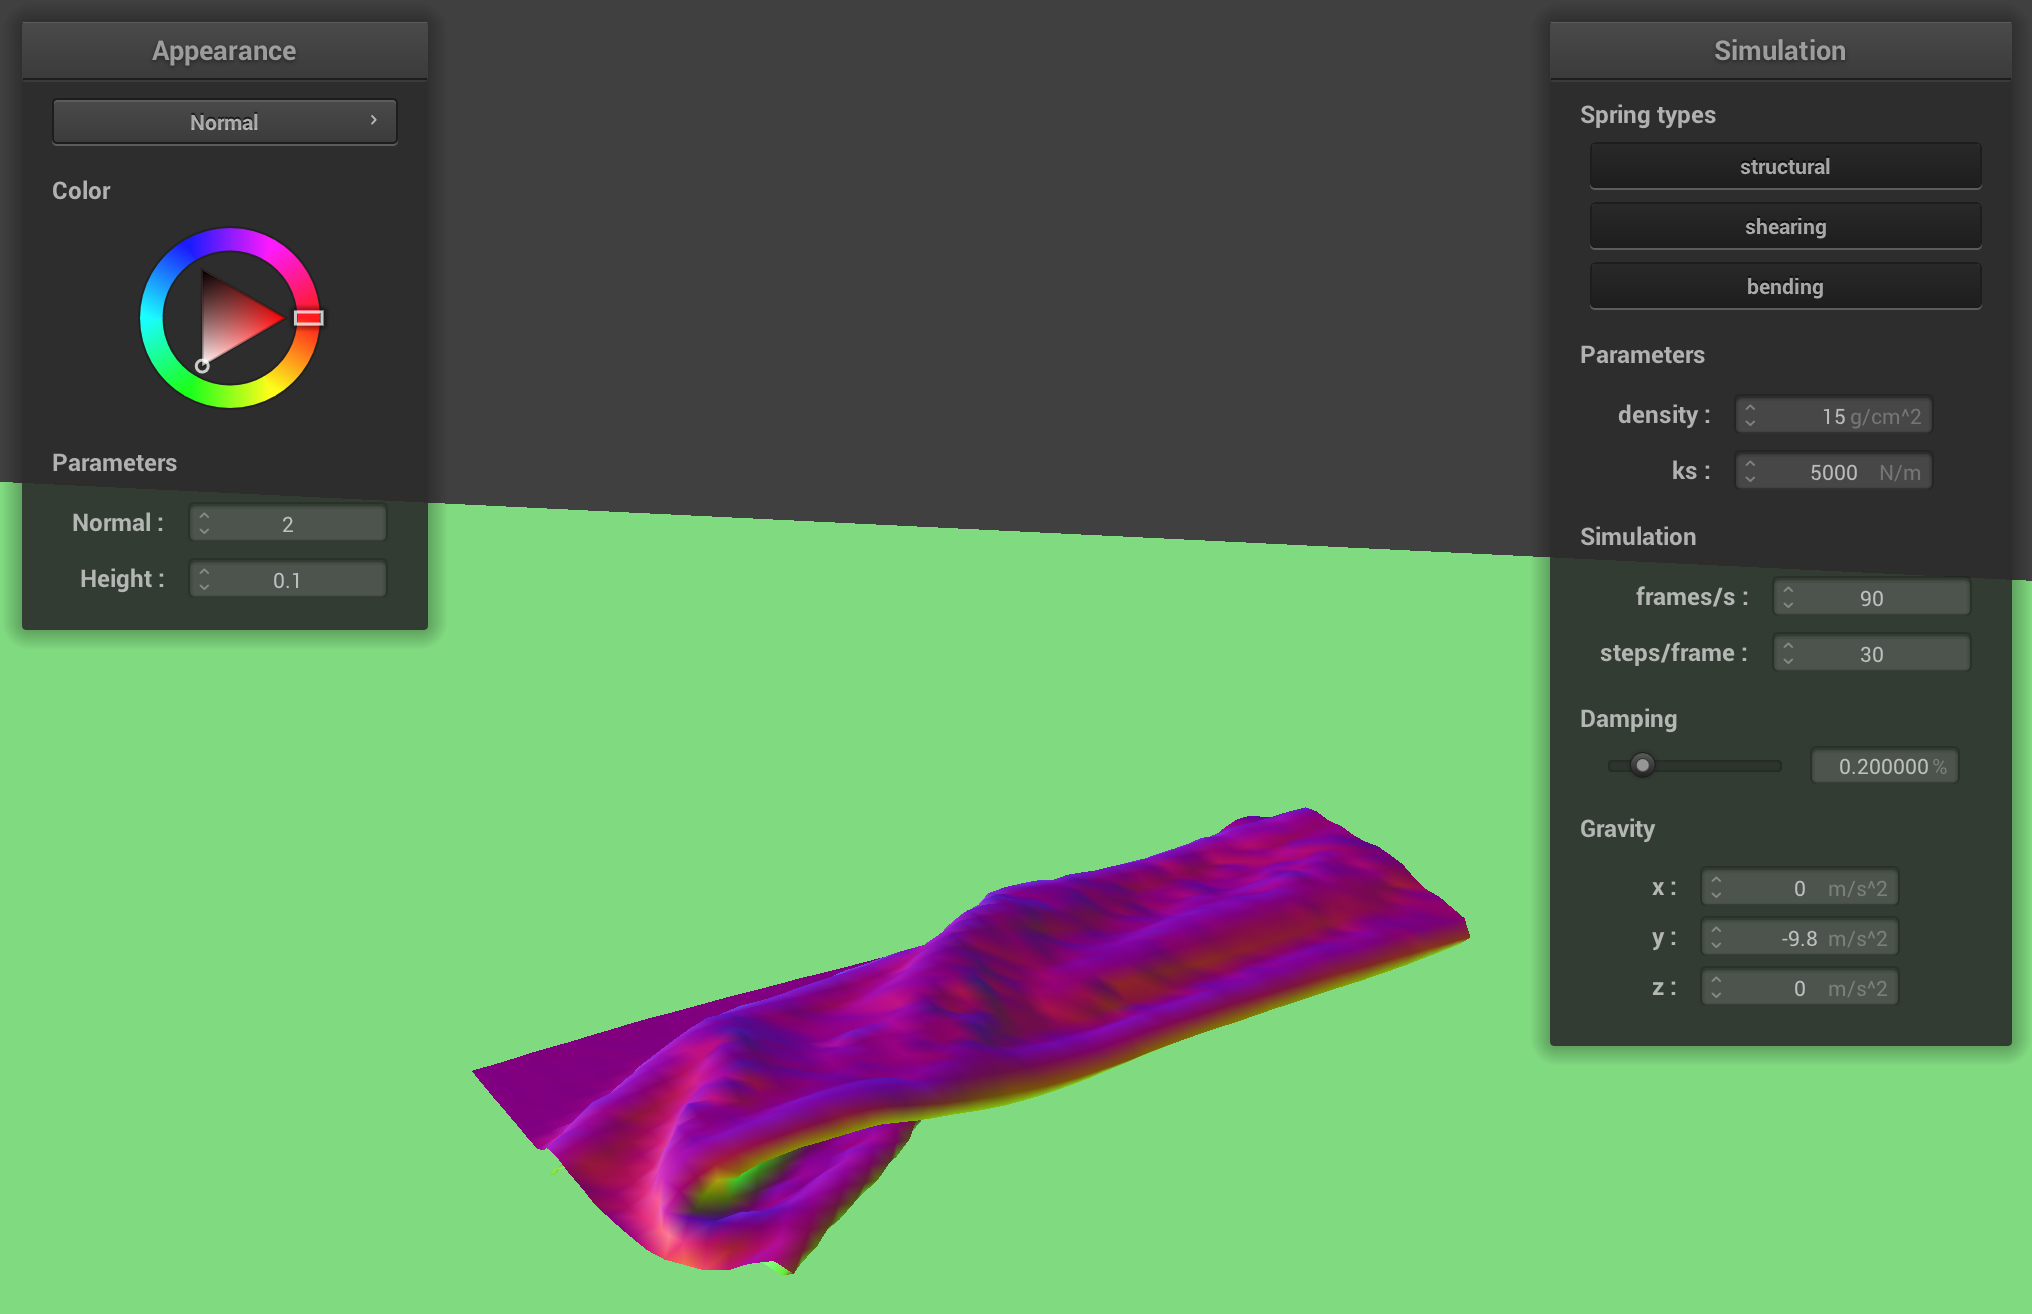 Appearance
Normal
Color
Parameters
Normal : 2
Height : 0.1
Simulation
Spring types
structural
shearing
bending
Parameters
density : 15 g/cm^2
ks : 5000 N/m
Simulation
frames/s : 90
steps/frame : 30
Damping
0.200000 %
Gravity
x : 0 m/s^2
y : -9.8 m/s^2
z : 0 m/s^2